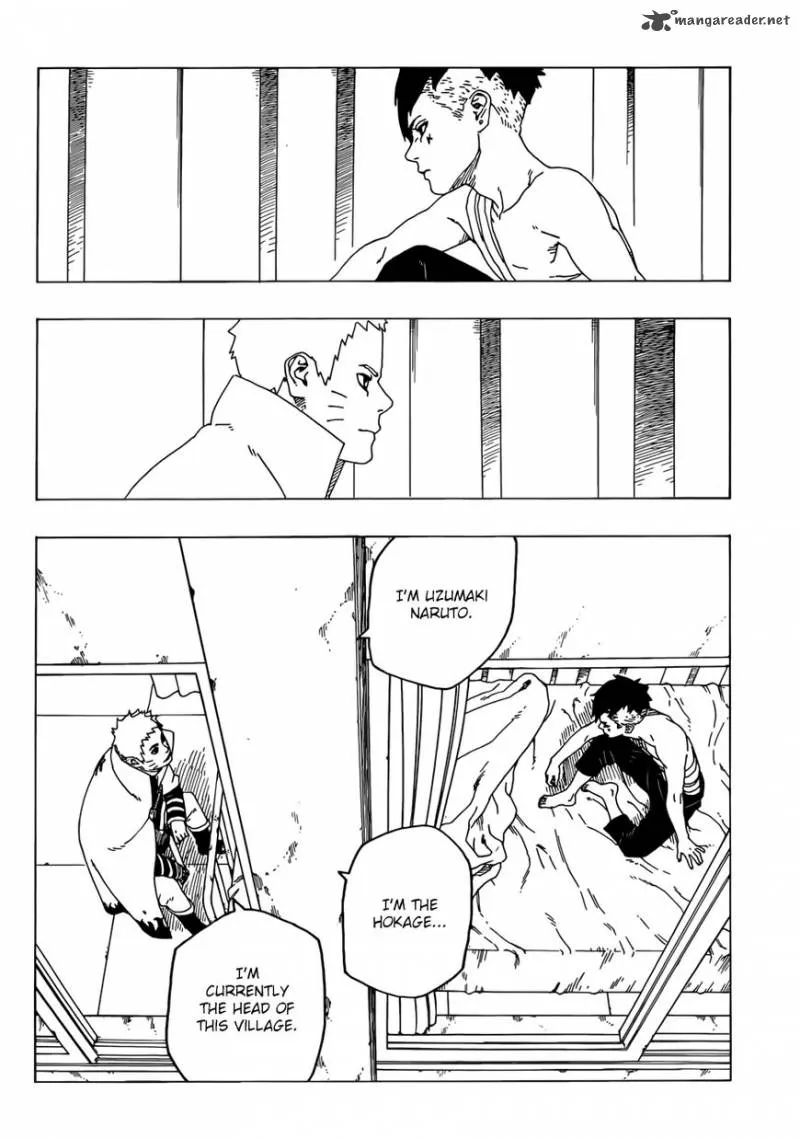 mangareader.net
I'M UZUMAKI
NARUTO.
I'M THE
HOKAGE...
I'M
CURRENTLY
THE HEAD OF
THIS VILLAGE.